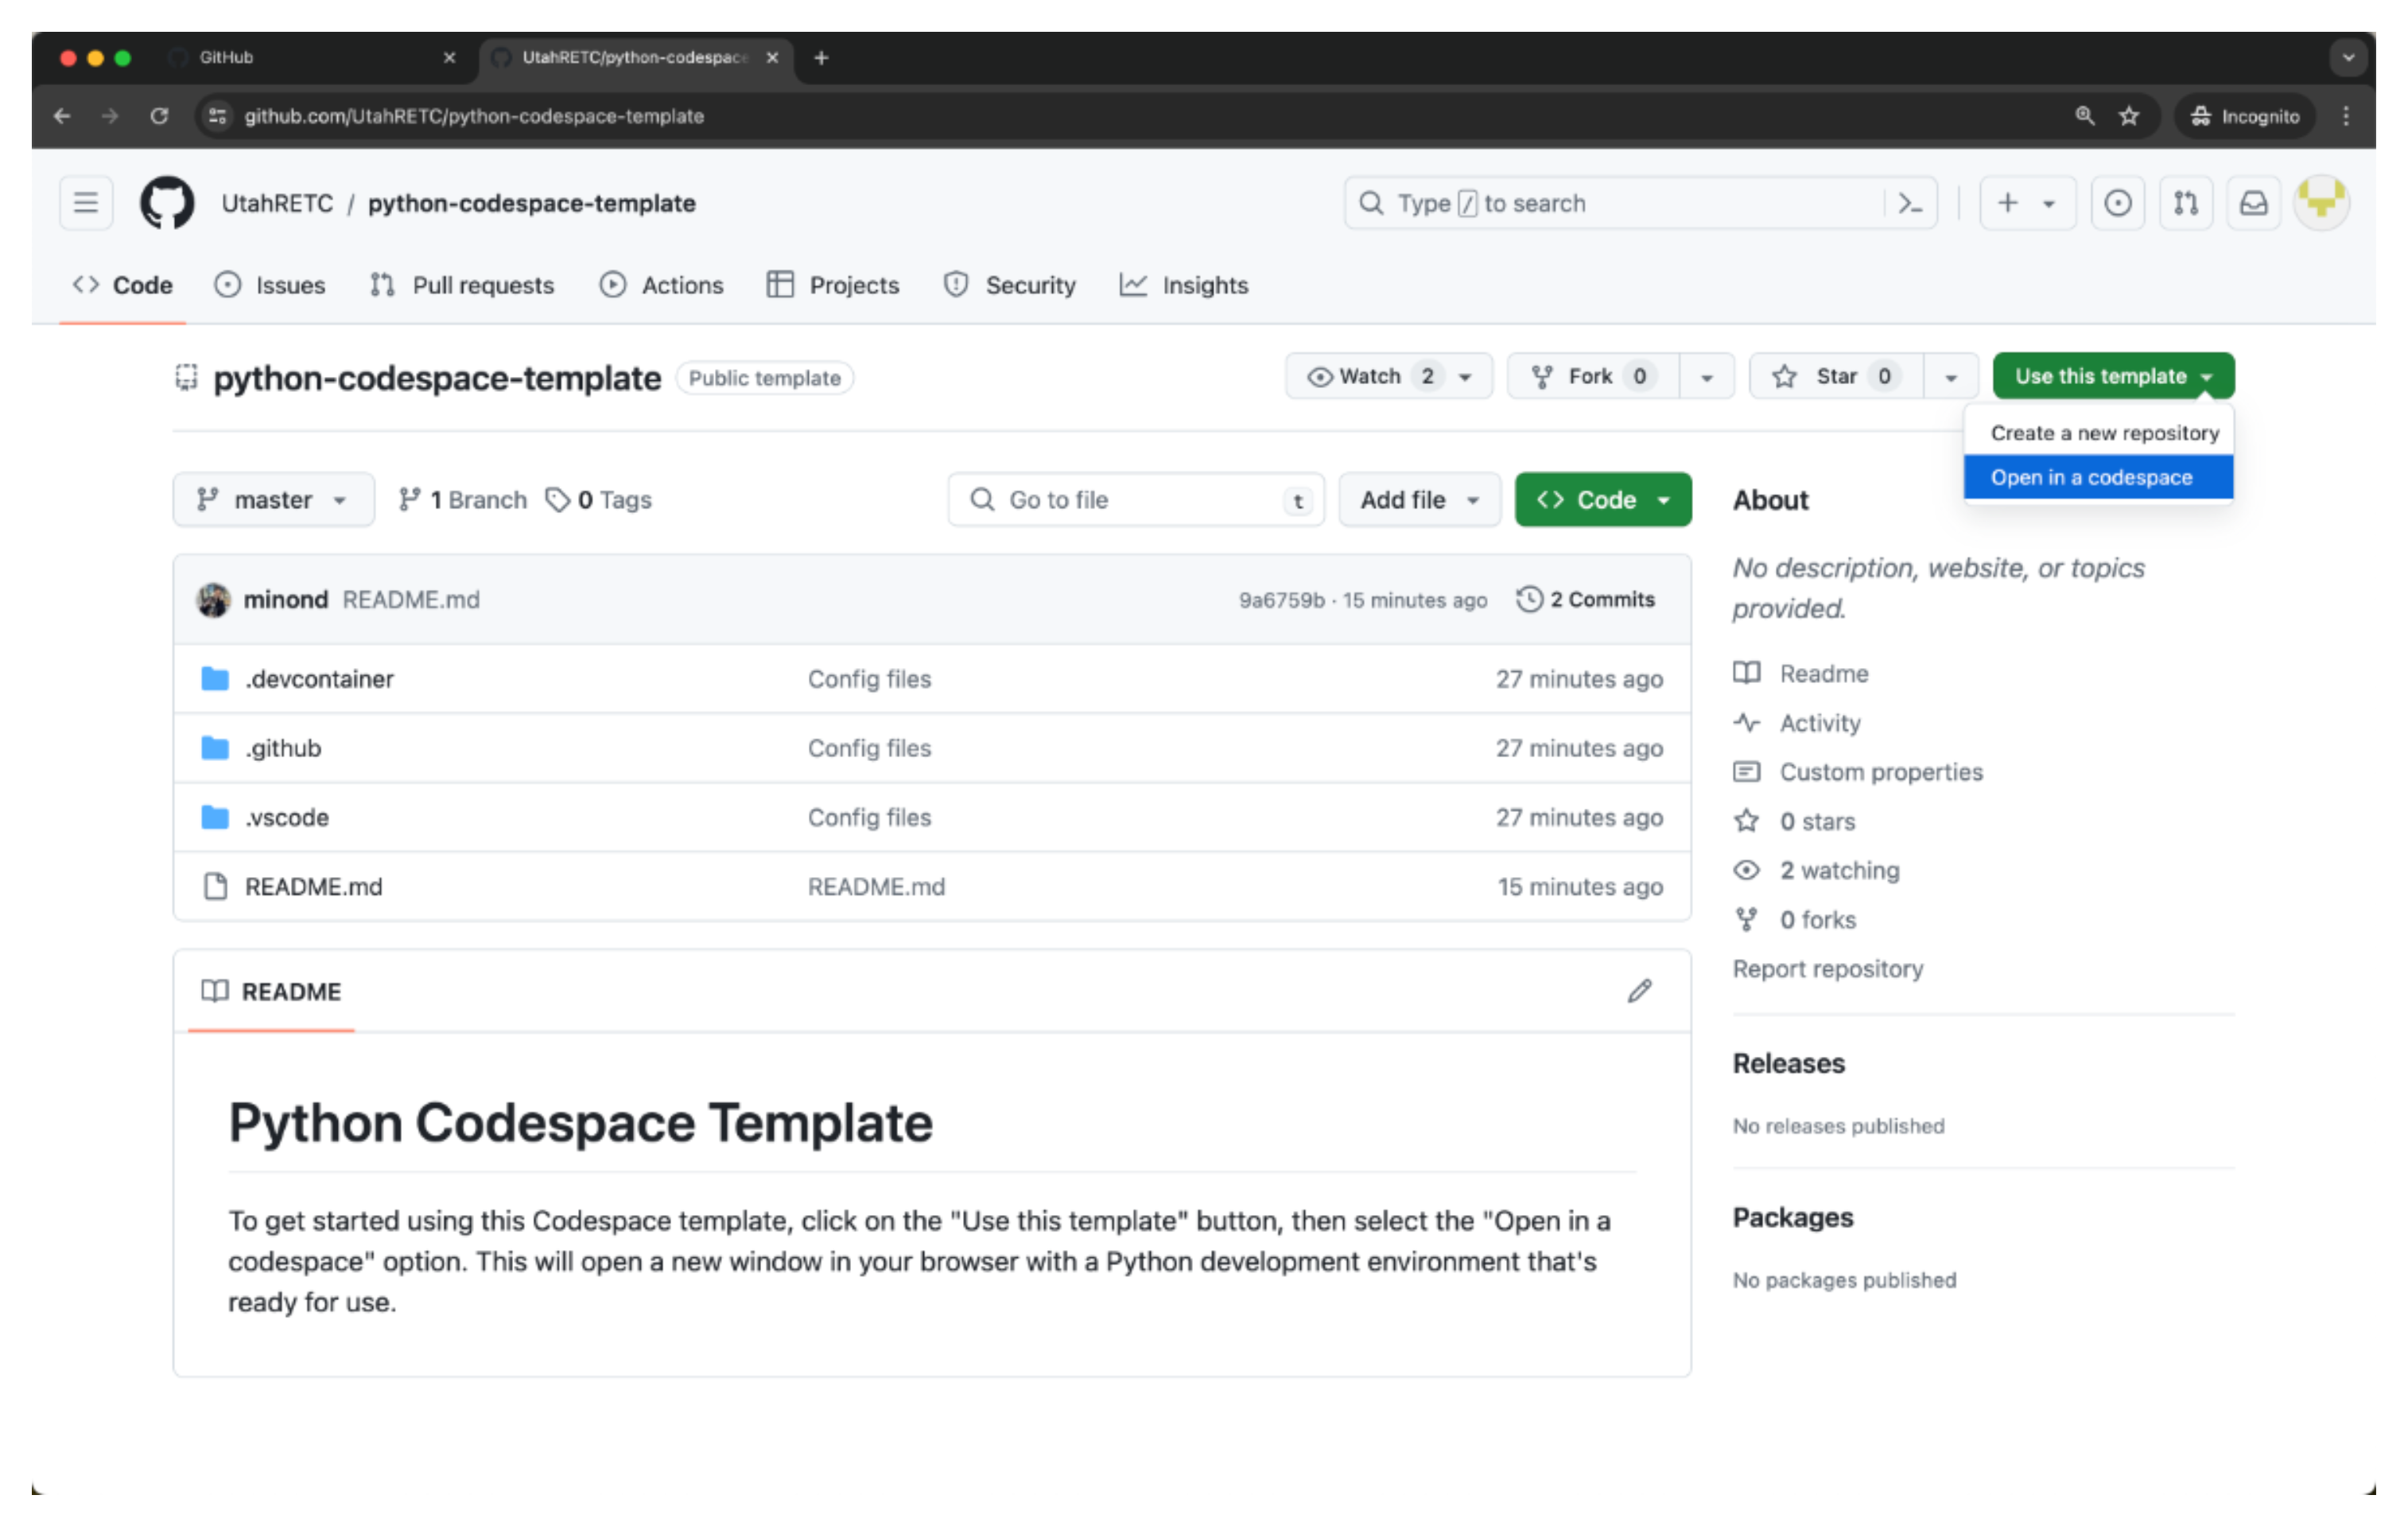 GitHub
UtahRETC/python-codespace
github.com/UtahRETC/python-codespace-template
Incognito
UtahRETC / python-codespace-template
Type / to search
Code Issues Pull requests Actions Projects Security Insights
python-codespace-template Public template
Watch 2 Fork 0 Star 0 Use this template
Create a new repository
Open in a codespace
master 1 Branch 0 Tags
Go to file t Add file Code
minond README.md 9a6759b · 15 minutes ago 2 Commits
.devcontainer Config files 27 minutes ago
.github Config files 27 minutes ago
.vscode Config files 27 minutes ago
README.md README.md 15 minutes ago
README
Python Codespace Template
To get started using this Codespace template, click on the "Use this template" button, then select the "Open in a
codespace" option. This will open a new window in your browser with a Python development environment that's
ready for use.
About
No description, website, or topics
provided.
Readme
Activity
Custom properties
0 stars
2 watching
0 forks
Report repository
Releases
No releases published
Packages
No packages published